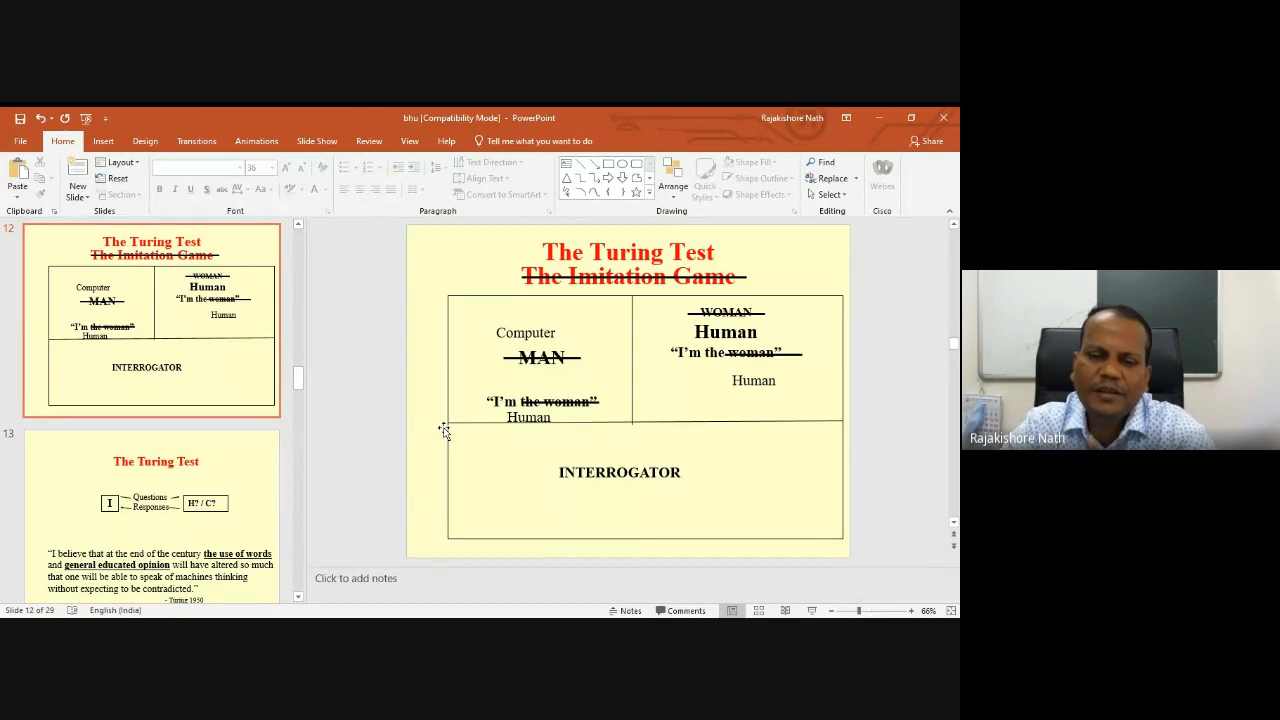 bhu [Compatibility Mode] - PowerPoint
Rajakishore Nath
File Home Insert Design Transitions Animations Slide Show Review View Help Tell me what you want to do
Share
Paste
Clipboard
New Slide
Layout
Reset
Section
Slides
36
B I U S abc AV Aa A
Font
Text Direction
Align Text
Convert to SmartArt
Paragraph
Arrange
Quick Styles
Shape Fill
Shape Outline
Shape Effects
Drawing
Find
Replace
Select
Editing
Webex
Cisco
12
The Turing Test
The Imitation Game
Computer
MAN
"I'm the woman"
Human
WOMAN
Human
"I'm the woman"
Human
INTERROGATOR
13
The Turing Test
I
Questions
Responses
H? / C?
"I believe that at the end of the century the use of words
and general educated opinion will have altered so much
that one will be able to speak of machines thinking
without expecting to be contradicted."
- Turing 1950
The Turing Test
The Imitation Game
Computer
MAN
"I'm the woman"
Human
WOMAN
Human
"I'm the woman"
Human
INTERROGATOR
Click to add notes
Slide 12 of 29 English (India) Notes Comments 66%
Rajakishore Nath